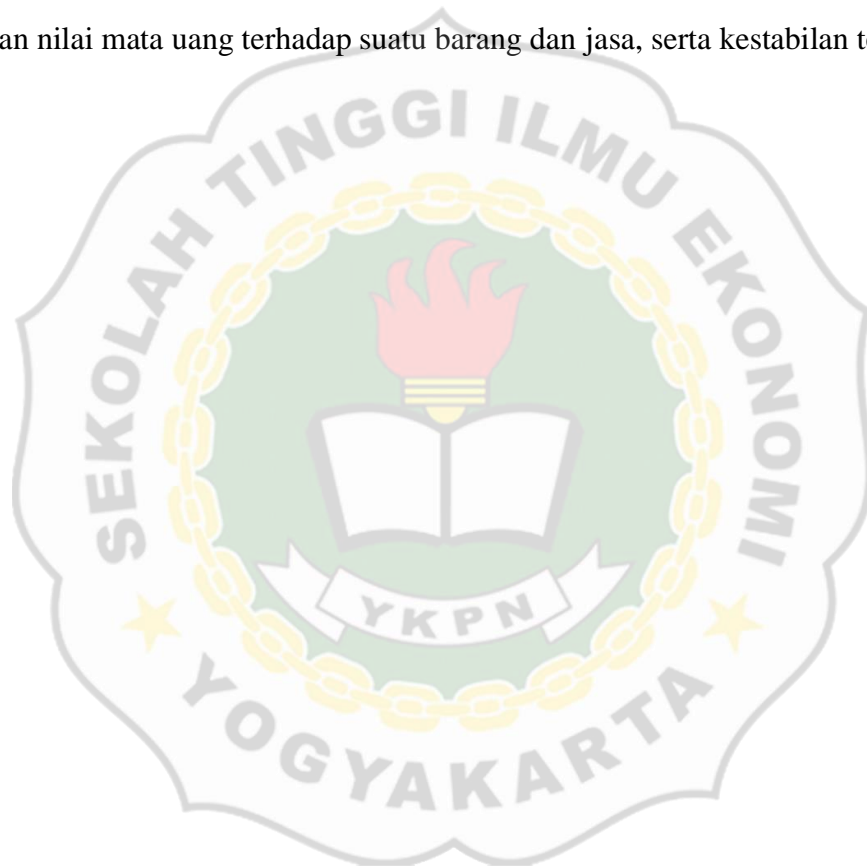 an nilai mata uang terhadap suatu barang dan jasa, serta kestabilan
SEKOLAH TINGGI ILMU EKONOMI
YKPN
YOGYAKARTA